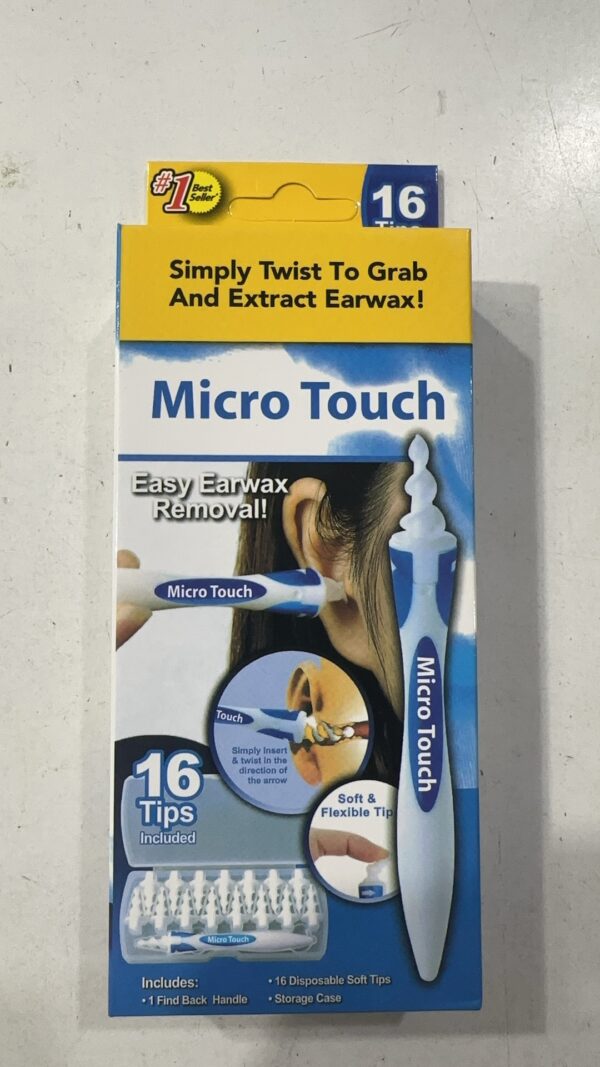 #1 Best
Seller
16
Tips
Simply Twist To Grab
And Extract Earwax!
Micro Touch
Easy Earwax
Removal!
Micro Touch
Micro Touch
Touch
Simply Insert
& twist in the
direction of
the arrow
16
Tips
Included
Soft &
Flexible Tip
Micro Touch
Includes:
• 1 Find Back Handle
• 16 Disposable Soft Tips
• Storage Case